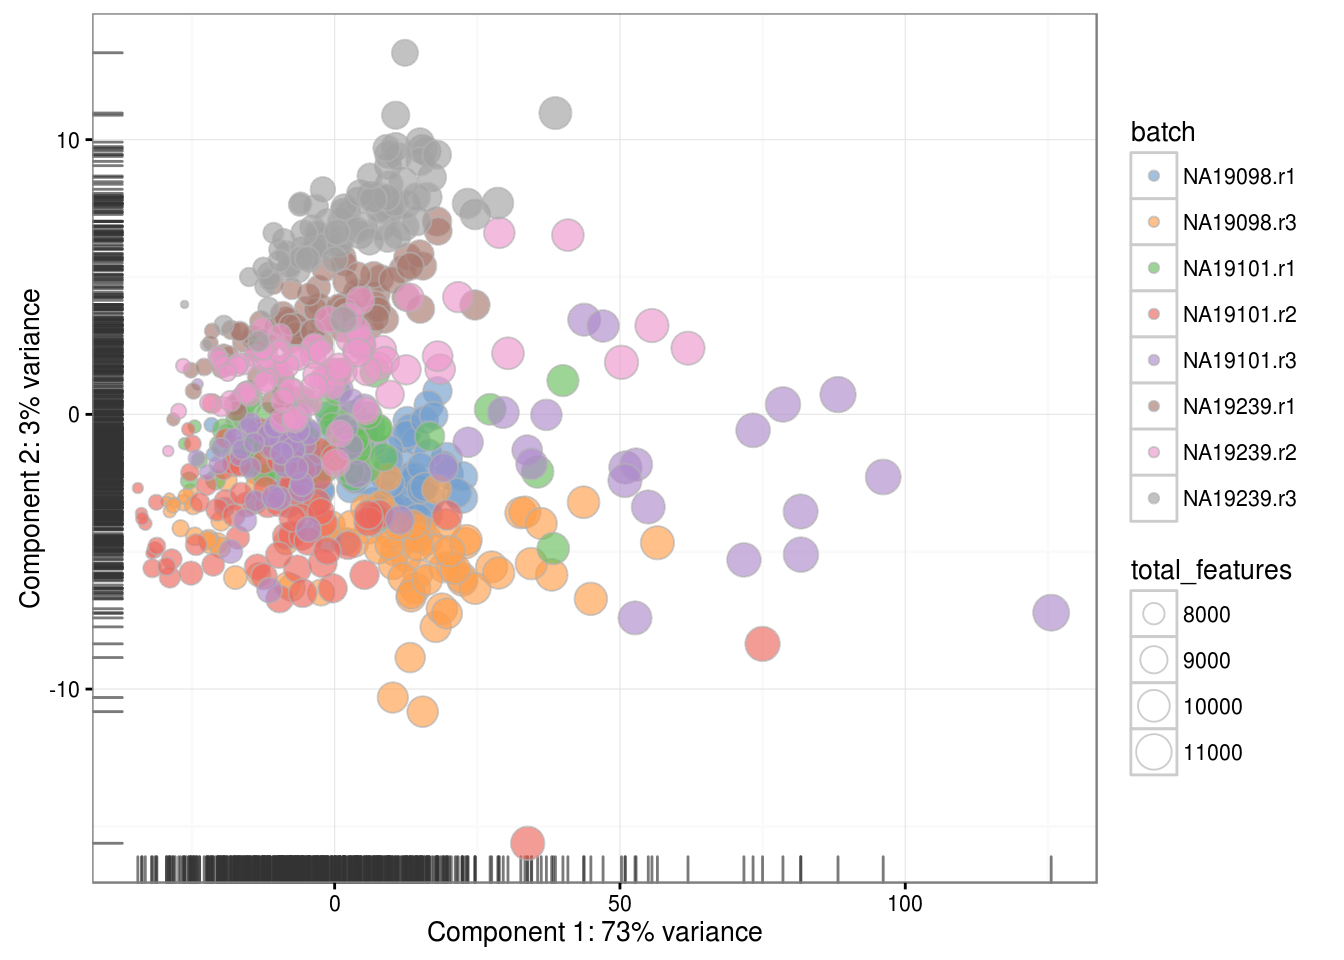 10
0
-10
Component 2: 3% variance
0
50
100
Component 1: 73% variance
batch
NA19098.r1
NA19098.r3
NA19101.r1
NA19101.r2
NA19101.r3
NA19239.r1
NA19239.r2
NA19239.r3
total_features
8000
9000
10000
11000